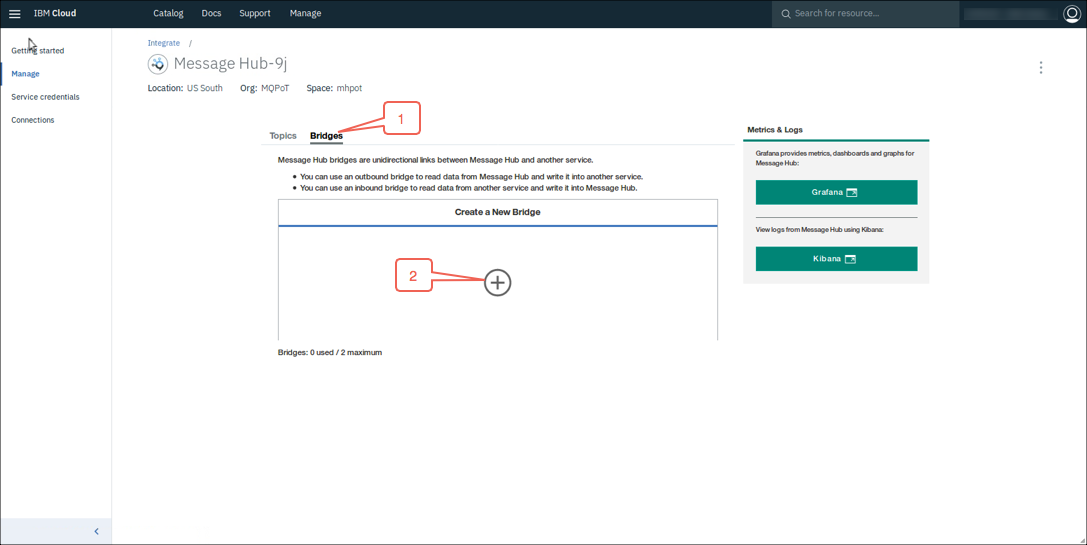 IBM Cloud
Catalog
Docs
Support
Manage
Search for resource...
Getting started
Manage
Service credentials
Connections
Integrate /
Message Hub-9j
Location: US South Org: MQPoT Space: mhpot
1
Topics
Bridges
Message Hub bridges are unidirectional links between Message Hub and another service.
You can use an outbound bridge to read data from Message Hub and write it into another service.
You can use an inbound bridge to read data from another service and write it into Message Hub.
Create a New Bridge
2
Bridges: 0 used / 2 maximum
Metrics & Logs
Grafana provides metrics, dashboards and graphs for
Message Hub:
Grafana
View logs from Message Hub using Kibana:
Kibana